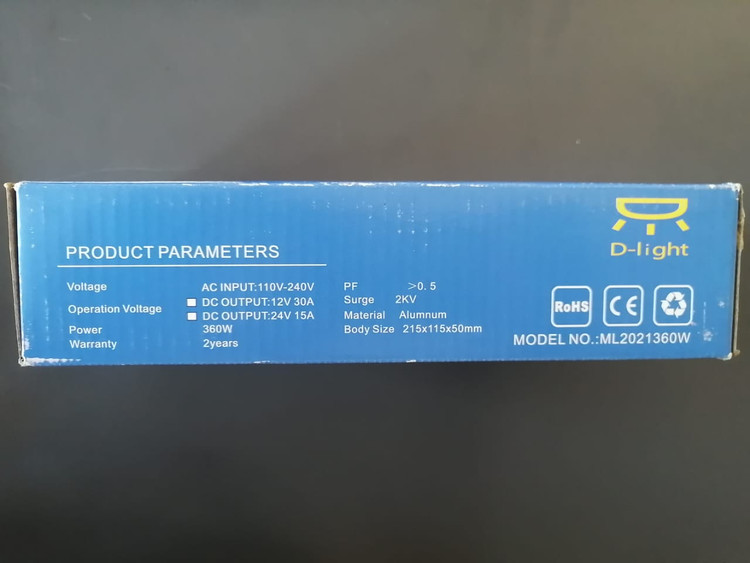 D-light
PRODUCT PARAMETERS
Voltage AC INPUT:110V-240V
Operation Voltage DC OUTPUT:12V 30A
DC OUTPUT:24V 15A
Power 360W
Warranty 2years
PF >0.5
Surge 2KV
Material Alumnum
Body Size 215x115x50mm
RoHS CE
MODEL NO.:ML2021360W